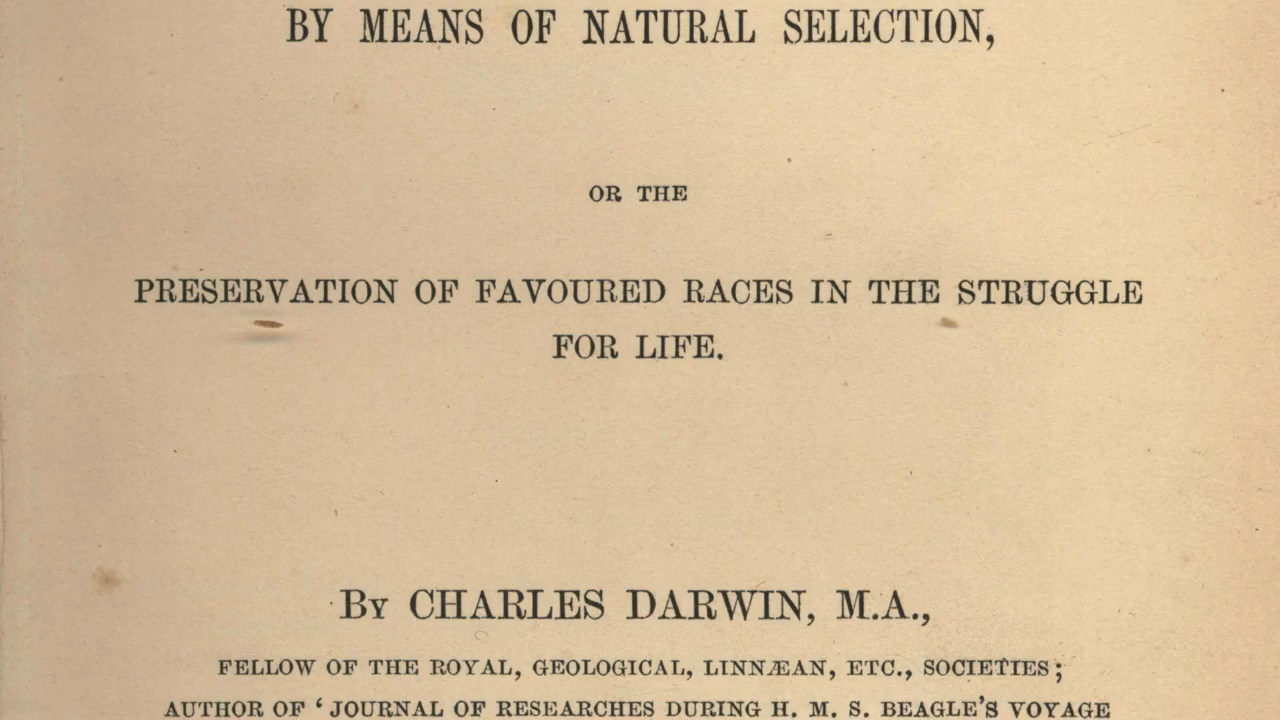 BY MEANS OF NATURAL SELECTION,
OR THE
PRESERVATION OF FAVOURED RACES IN THE STRUGGLE
FOR LIFE.
BY CHARLES DARWIN, M.A.,
FELLOW OF THE ROYAL, GEOLOGICAL, LINNÆAN, ETC., SOCIETIES;
AUTHOR OF ‘JOURNAL OF RESEARCHES DURING H. M. S. BEAGLE'S VOYAGE